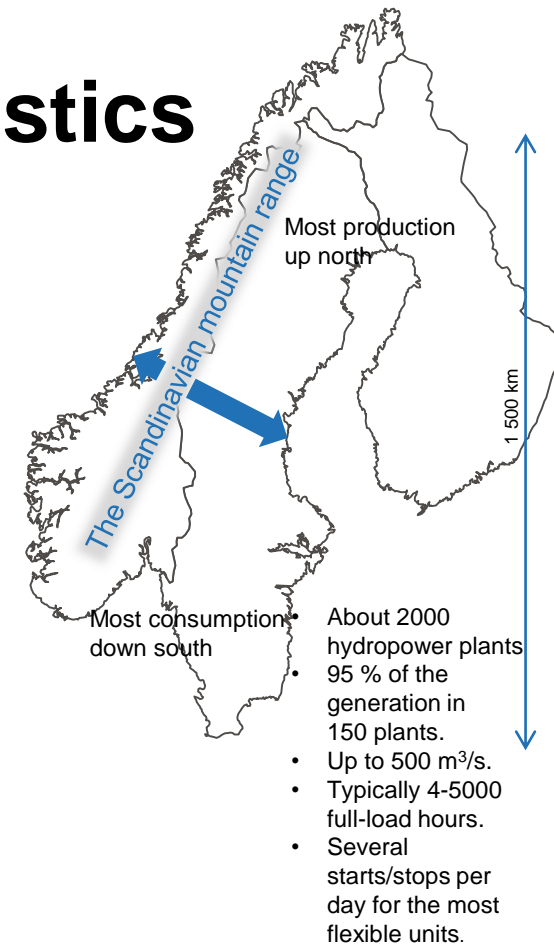 stics
Most production
up north
The Scandinavian mountain range
1 500 km
Most consumption
down south
• About 2000
hydropower plants
• 95 % of the
generation in
150 plants.
• Up to 500 m³/s.
• Typically 4-5000
full-load hours.
• Several
starts/stops per
day for the most
flexible units.